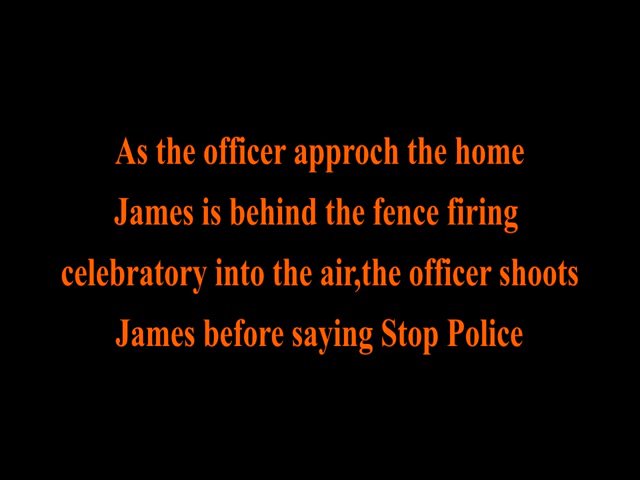 As the officer approch the home
James is behind the fence firing
celebratory into the air,the officer shoots
James before saying Stop Police